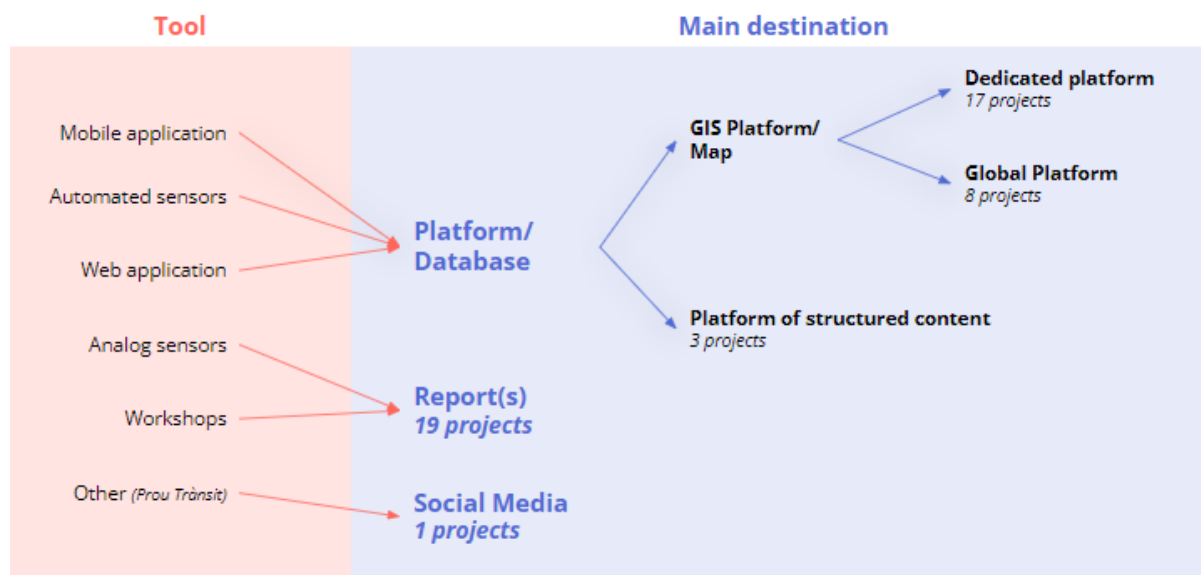 Tool
Main destination
Mobile application
Automated sensors
Web application
Analog sensors
Workshops
Other (Prou Trànsit)
Platform/
Database
Report(s)
19 projects
Social Media
1 projects
GIS Platform/
Map
Platform of structured content
3 projects
Dedicated platform
17 projects
Global Platform
8 projects